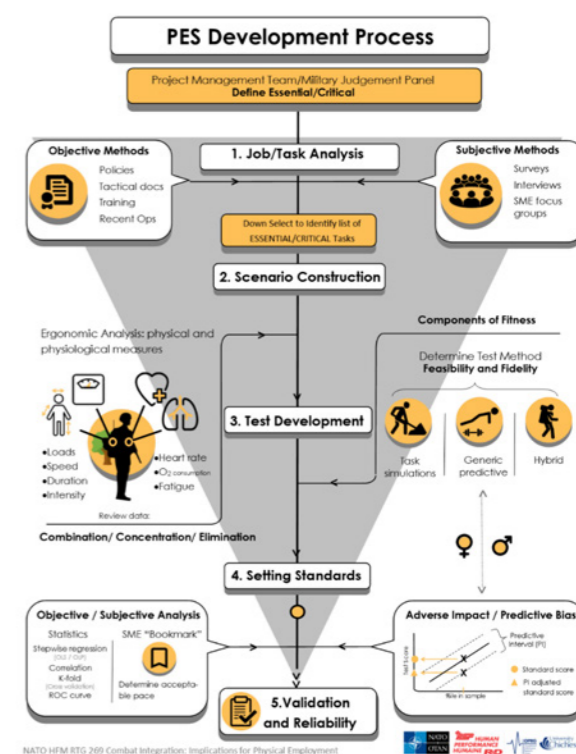 PES Development Process
Project Management Team/Military Judgement Panel
Define Essential/Critical
Objective Methods
Policies
Tactical docs
Training
Recent Ops
1. Job/Task Analysis
Subjective Methods
Surveys
Interviews
SME focus
groups
Down Select to Identify list of
ESSENTIAL/CRITICAL Tasks
2. Scenario Construction
Ergonomic Analysis: physical and
physiological measures
•Loads
•Speed
•Duration
•Intensity
•Heart rate
•O2 consumption
•Fatigue
Review data:
Combination/ Concentration/ Elimination
Components of Fitness
Determine Test Method
Feasibility and Fidelity
Task
simulations
Generic
predictive
Hybrid
3. Test Development
4. Setting Standards
Objective / Subjective Analysis
Statistics
Stepwise regression
Correlation
K-fold
(Cross validation)
ROC curve
SME "Bookmark"
Determine accepta-
ble pace
Adverse Impact / Predictive Bias
Predictive
interval (PI)
Test score
Standard score
PI adjusted
standard score
5.Validation
and Reliability
NATO HFM RTG 269 Combat Integration: Implications for Physical Employment
NATO
OTAN
HUMAN
PERFORMANCE